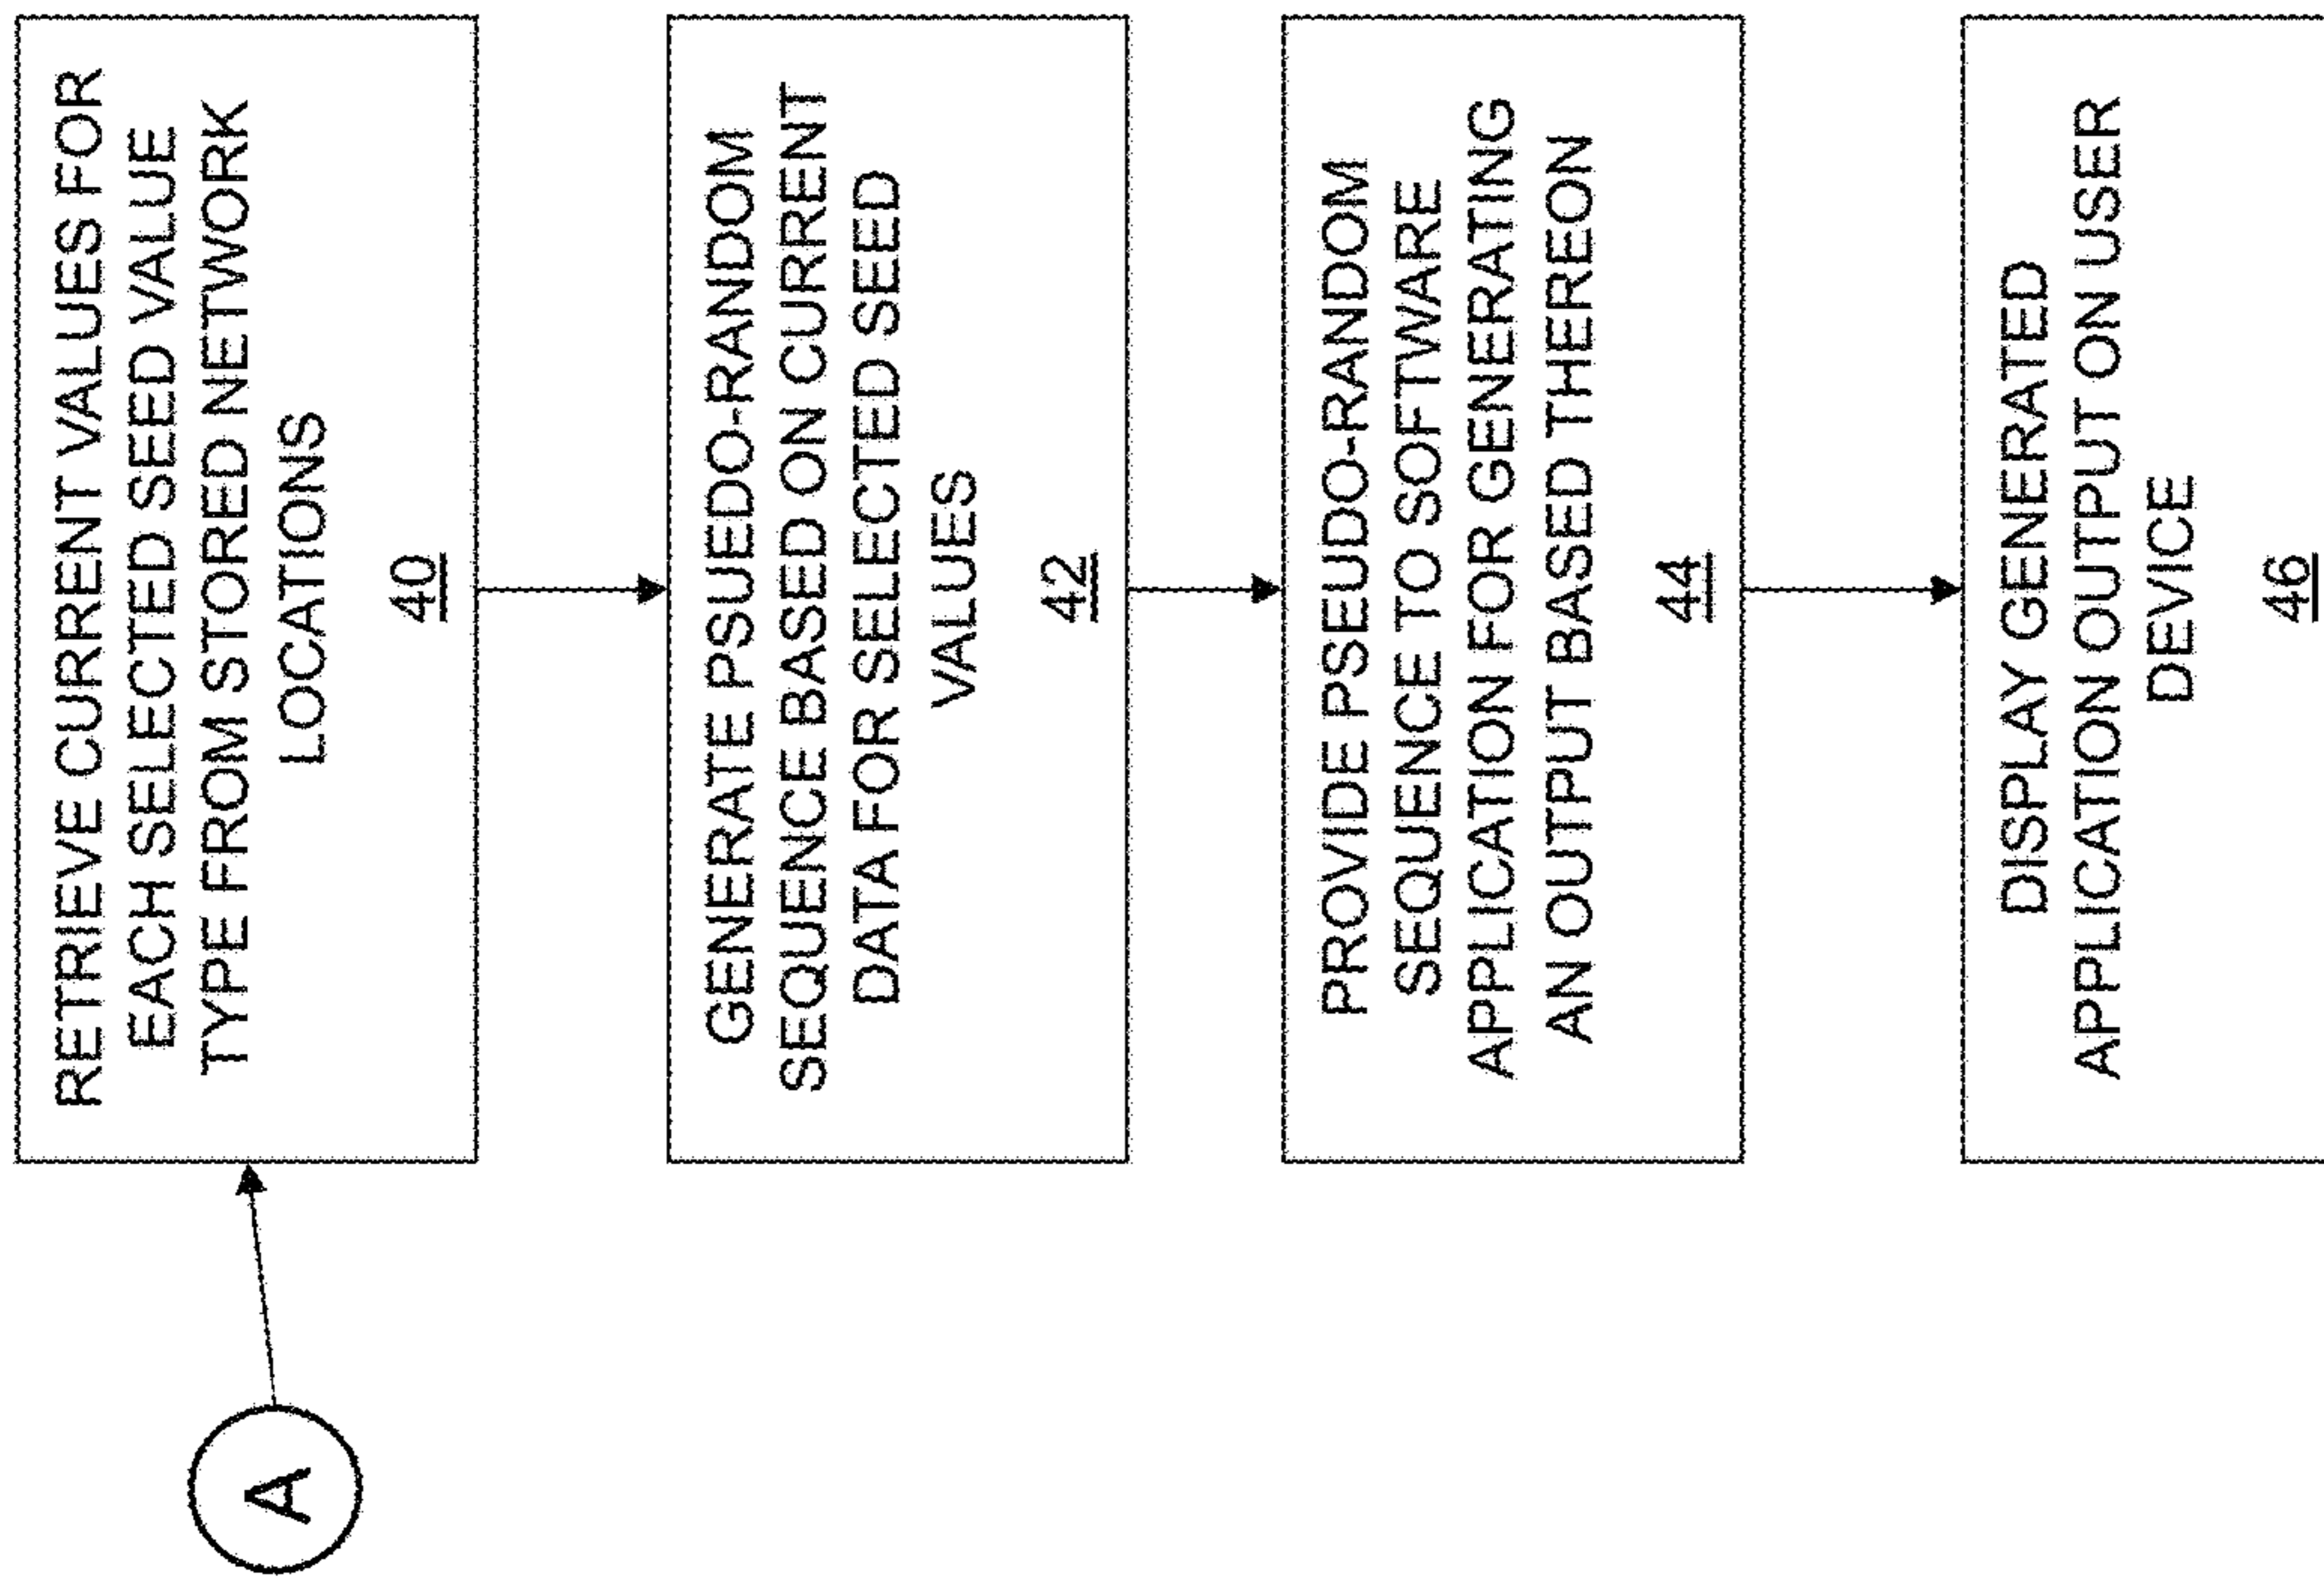 A
RETRIEVE CURRENT VALUES FOR
EACH SELECTED SEED VALUE
TYPE FROM STORED NETWORK
LOCATIONS
40
GENERATE PSUEDO-RANDOM
SEQUENCE BASED ON CURRENT
DATA FOR SELECTED SEED
VALUES
42
PROVIDE PSEUDO-RANDOM
SEQUENCE TO SOFTWARE
APPLICATION FOR GENERATING
AN OUTPUT BASED THEREON
44
DISPLAY GENERATED
APPLICATION OUTPUT ON USER
DEVICE
46